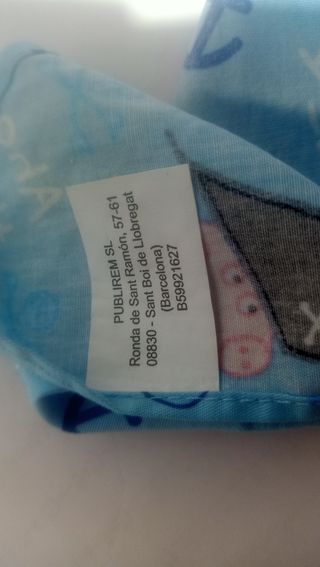 PUBLIREM SL
Ronda de Sant Ramón, 57-61
08830 - Sant Boi de Llobregat
(Barcelona)
B59921627